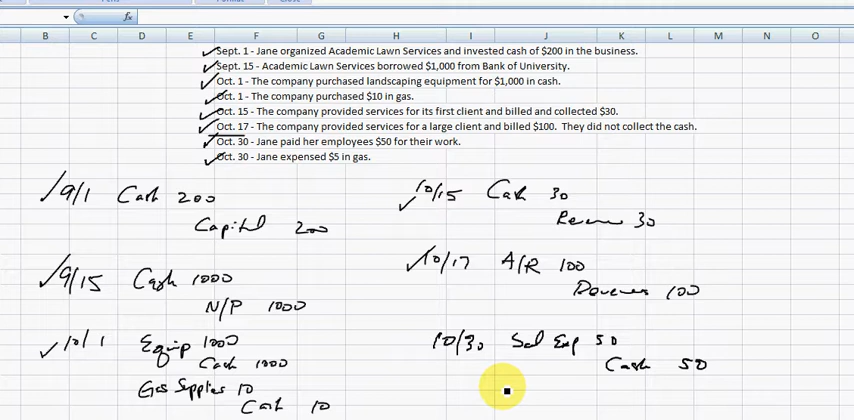 B C D E F G H I J K L M N O
Sept. 1 - Jane organized Academic Lawn Services and invested cash of $200 in the business.
Sept. 15 - Academic Lawn Services borrowed $1,000 from Bank of University.
Oct. 1 - The company purchased landscaping equipment for $1,000 in cash.
Oct. 1 - The company purchased $10 in gas.
Oct. 15 - The company provided services for its first client and billed and collected $30.
Oct. 17 - The company provided services for a large client and billed $100. They did not collect the cash.
Oct. 30 - Jane paid her employees $50 for their work.
Oct. 30 - Jane expensed $5 in gas.
9/1 Cash 200
Capital 200
9/15 Cash 1000
N/P 1000
10/1 Equip 1000
Cash 1000
Gas Supplies 10
Cash 10
10/15 Cash 30
Revenue 30
10/17 A/R 100
Revenues 100
10/30 Sal Exp 50
Cash 50